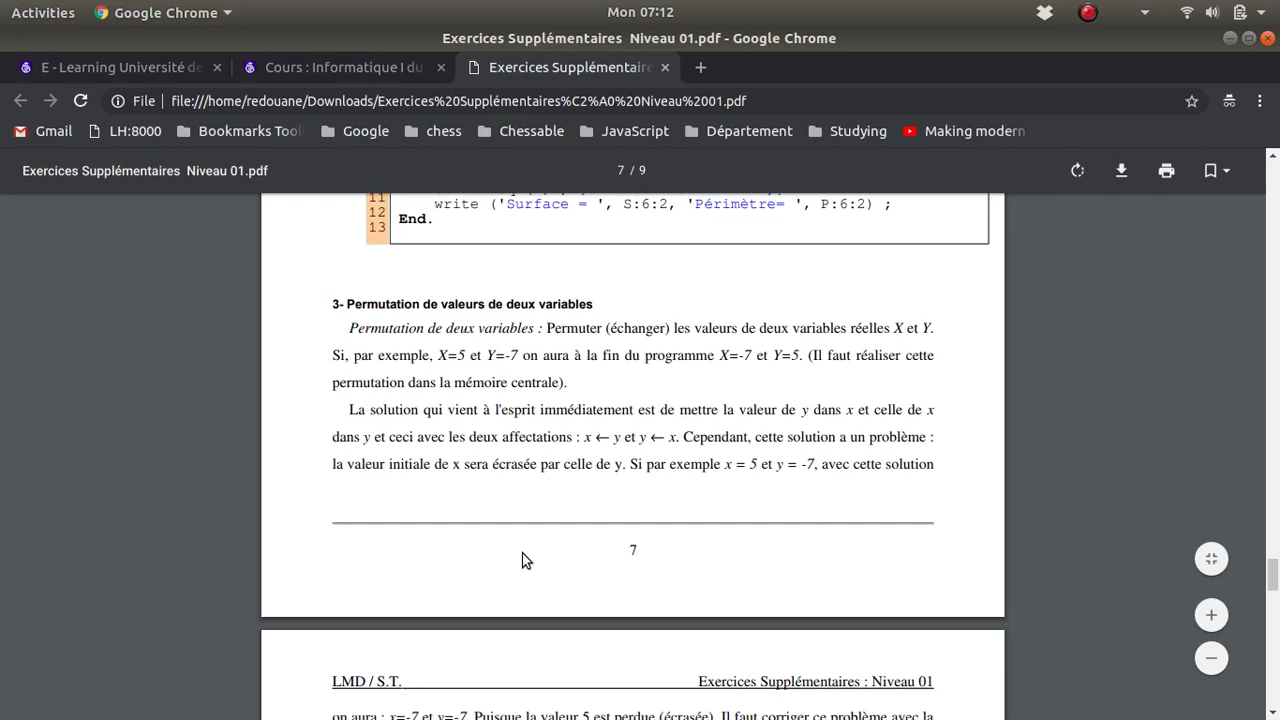 Activities Google Chrome Mon 07:12
Exercices Supplémentaires Niveau 01.pdf - Google Chrome
E - Learning Université de Cours : Informatique I du Exercices Supplémentaire
File file:///home/redouane/Downloads/Exercices%20Supplémentaires%C2%A0%20Niveau%2001.pdf
Gmail LH:8000 Bookmarks Tool Google chess Chessable JavaScript Département Studying Making modern
Exercices Supplémentaires Niveau 01.pdf 7 / 9
11
12 write ('Surface = ', S:6:2, 'Périmètre= ', P:6:2) ;
13 End.
3- Permutation de valeurs de deux variables
Permutation de deux variables : Permuter (échanger) les valeurs de deux variables réelles X et Y.
Si, par exemple, X=5 et Y=-7 on aura à la fin du programme X=-7 et Y=5. (Il faut réaliser cette
permutation dans la mémoire centrale).
La solution qui vient à l'esprit immédiatement est de mettre la valeur de y dans x et celle de x
dans y et ceci avec les deux affectations : x ← y et y ← x. Cependant, cette solution a un problème :
la valeur initiale de x sera écrasée par celle de y. Si par exemple x = 5 et y = -7, avec cette solution
7
LMD / S.T. Exercices Supplémentaires : Niveau 01
on aura : x=-7 et y=-7. Puisque la valeur 5 est perdue (écrasée). Il faut corriger ce problème avec la